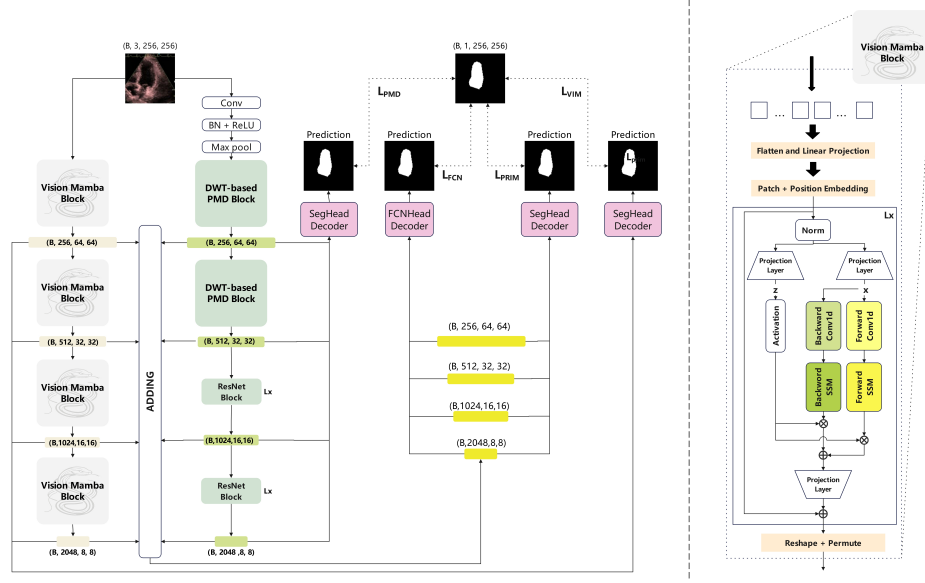 (B, 3, 256, 256)
(B, 1, 256, 256)
Conv
BN + ReLU
Max pool
L_PMD
L_VIM
Prediction
Prediction
Prediction
Prediction
L_FCN
L_PRIM
Vision Mamba
Block
DWT-based
PMD Block
SegHead
Decoder
FCNHead
Decoder
SegHead
Decoder
SegHead
Decoder
(B, 256, 64, 64)
(B, 256, 64, 64)
Vision Mamba
Block
DWT-based
PMD Block
(B, 512, 32, 32)
(B, 512, 32, 32)
Vision Mamba
Block
ResNet
Block
Lx
ADDING
(B,1024,16,16)
(B,1024,16,16)
Vision Mamba
Block
ResNet
Block
Lx
(B, 2048, 8, 8)
(B, 2048 ,8, 8)
(B, 256, 64, 64)
(B, 512, 32, 32)
(B,1024,16,16)
(B,2048,8,8)
Vision Mamba
Block
... ...
Flatten and Linear Projection
Patch + Position Embedding
Lx
Norm
Projection
Layer
Projection
Layer
z
x
Activation
Backward
Conv1d
Forward
Conv1d
Backword
SSM
Forward
SSM
Projection
Layer
Reshape + Permute